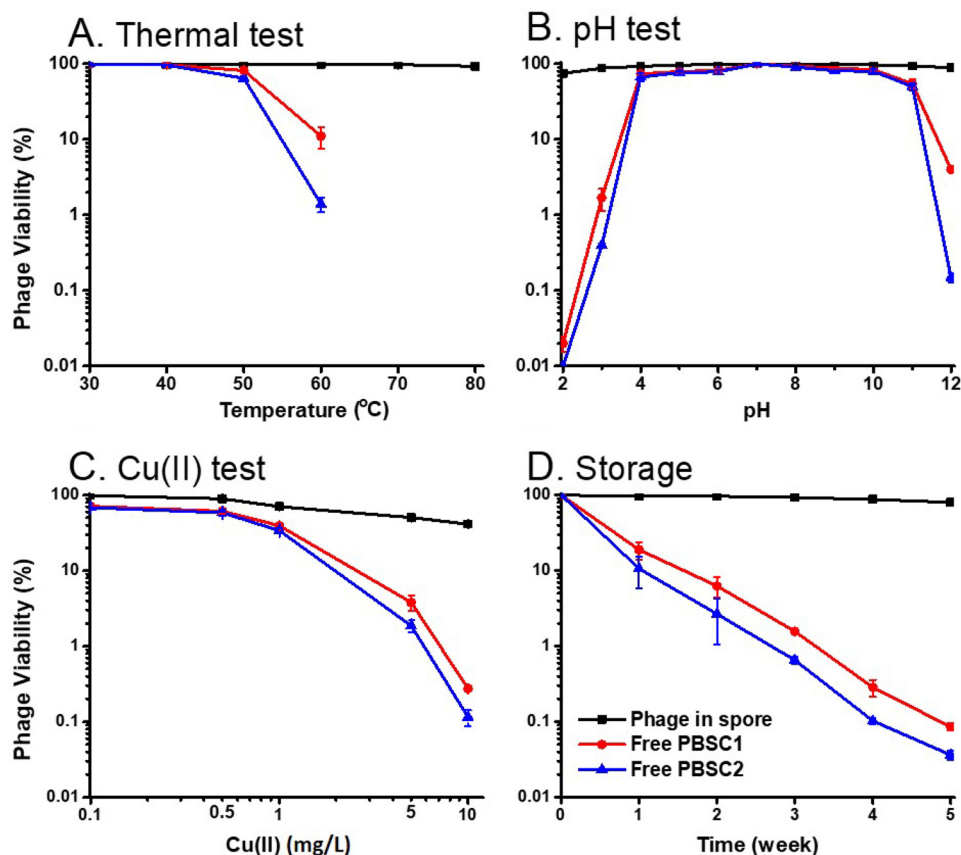 A. Thermal test
Phage Viability (%)
100
10
1
0.1
0.01
30 40 50 60 70 80
Temperature (°C)
B. pH test
100
10
1
0.1
0.01
2 4 6 8 10 12
pH
C. Cu(II) test
Phage Viability (%)
100
10
1
0.1
0.01
0.1 0.5 1 5 10
Cu(II) (mg/L)
D. Storage
100
10
1
0.1
0.01
Phage in spore
Free PBSC1
Free PBSC2
0 1 2 3 4 5
Time (week)